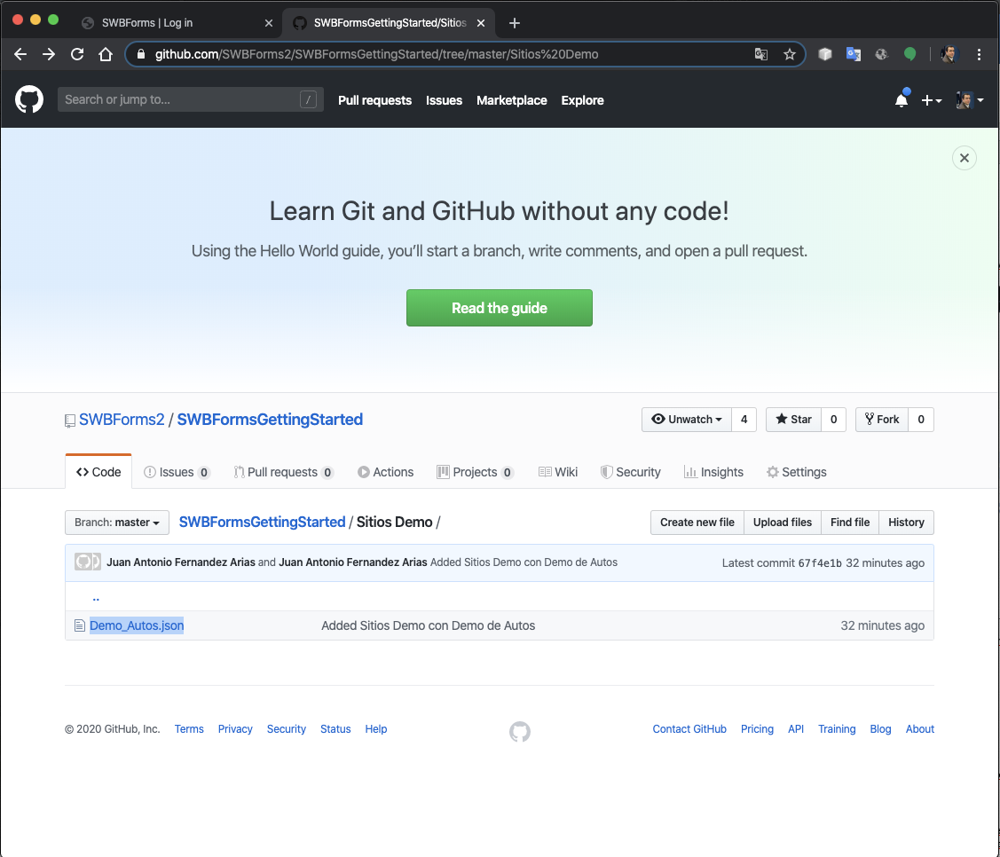 SWBForms | Log in
SWBFormsGettingStarted/Sitios
github.com/SWBForms2/SWBFormsGettingStarted/tree/master/Sitios%20Demo
Search or jump to... / Pull requests Issues Marketplace Explore
Learn Git and GitHub without any code!
Using the Hello World guide, you’ll start a branch, write comments, and open a pull request.
Read the guide
SWBForms2 / SWBFormsGettingStarted Unwatch 4 Star 0 Fork 0
Code Issues 0 Pull requests 0 Actions Projects 0 Wiki Security Insights Settings
Branch: master SWBFormsGettingStarted / Sitios Demo / Create new file Upload files Find file History
Juan Antonio Fernandez Arias and Juan Antonio Fernandez Arias Added Sitios Demo con Demo de Autos Latest commit 67f4e1b 32 minutes ago
..
Demo_Autos.json Added Sitios Demo con Demo de Autos 32 minutes ago
© 2020 GitHub, Inc. Terms Privacy Security Status Help Contact GitHub Pricing API Training Blog About